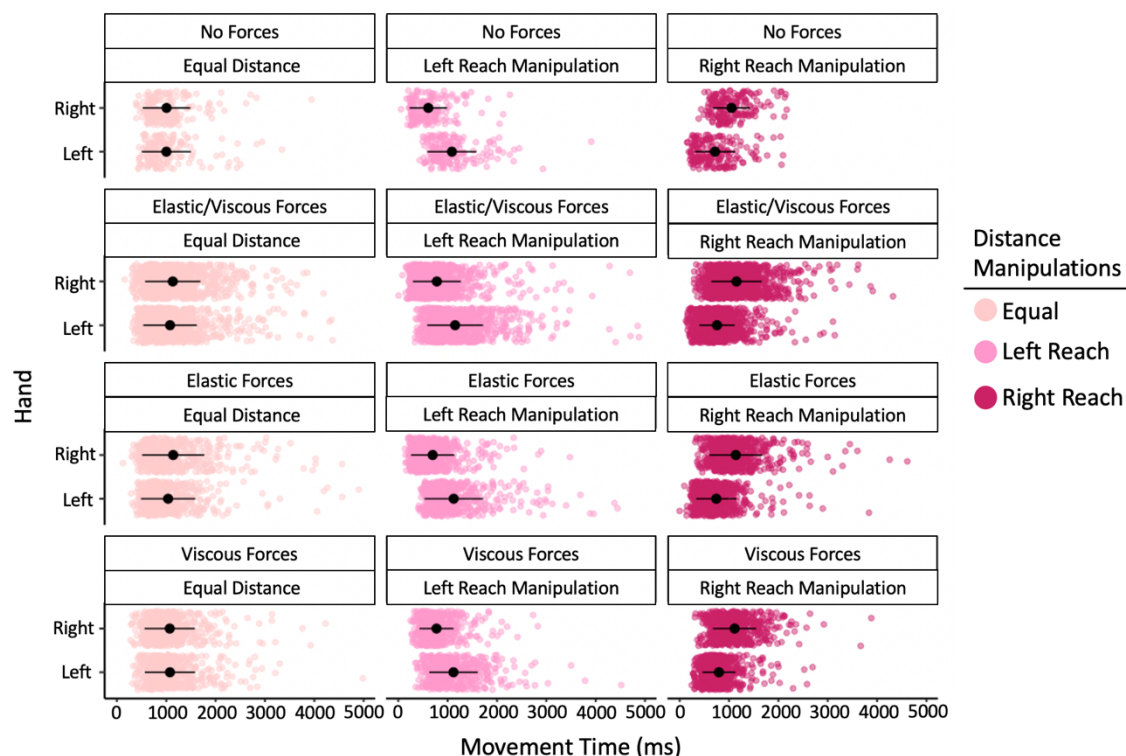 No Forces
No Forces
No Forces
Equal Distance
Left Reach Manipulation
Right Reach Manipulation
Right
Left
Elastic/Viscous Forces
Elastic/Viscous Forces
Elastic/Viscous Forces
Equal Distance
Left Reach Manipulation
Right Reach Manipulation
Right
Left
Elastic Forces
Elastic Forces
Elastic Forces
Equal Distance
Left Reach Manipulation
Right Reach Manipulation
Right
Left
Viscous Forces
Viscous Forces
Viscous Forces
Equal Distance
Left Reach Manipulation
Right Reach Manipulation
Right
Left
0 1000 2000 3000 4000 5000
0 1000 2000 3000 4000 5000
0 1000 2000 3000 4000 5000
Movement Time (ms)
Hand
Distance
Manipulations
Equal
Left Reach
Right Reach